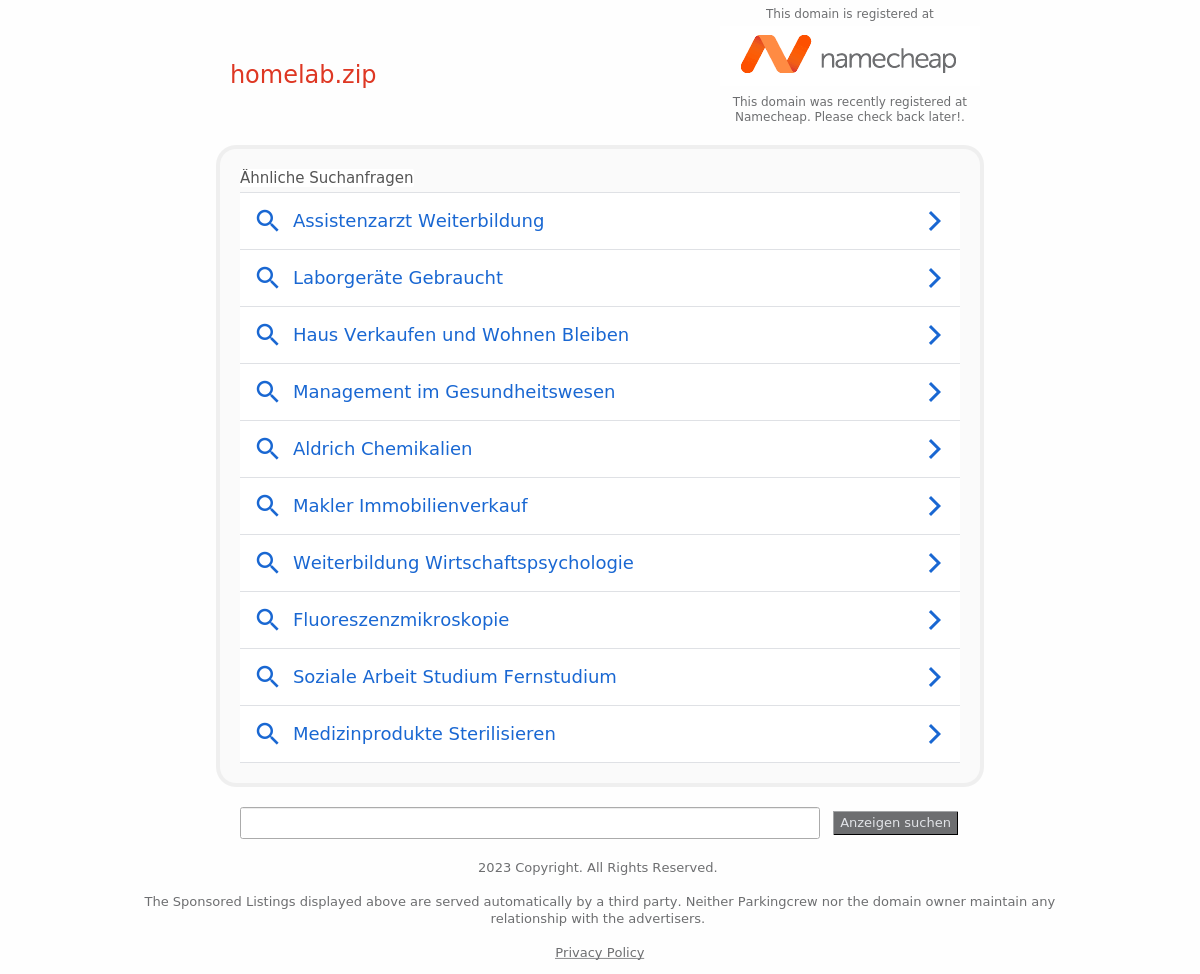 This domain is registered at
homelab.zip
namecheap
This domain was recently registered at
Namecheap. Please check back later!.
Ähnliche Suchanfragen
Assistenzarzt Weiterbildung
Laborgeräte Gebraucht
Haus Verkaufen und Wohnen Bleiben
Management im Gesundheitswesen
Aldrich Chemikalien
Makler Immobilienverkauf
Weiterbildung Wirtschaftspsychologie
Fluoreszenzmikroskopie
Soziale Arbeit Studium Fernstudium
Medizinprodukte Sterilisieren
Anzeigen suchen
2023 Copyright. All Rights Reserved.
The Sponsored Listings displayed above are served automatically by a third party. Neither Parkingcrew nor the domain owner maintain any
relationship with the advertisers.
Privacy Policy